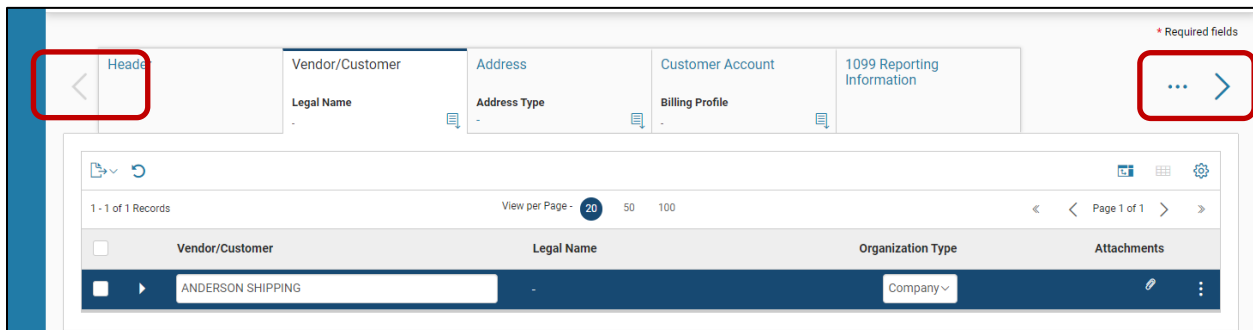 * Required fields
Header
Vendor/Customer
Legal Name
-
Address
Address Type
-
Customer Account
Billing Profile
-
1099 Reporting
Information
...
1 - 1 of 1 Records
View per Page - 20 50 100
Page 1 of 1
Vendor/Customer Legal Name Organization Type Attachments
ANDERSON SHIPPING - Company